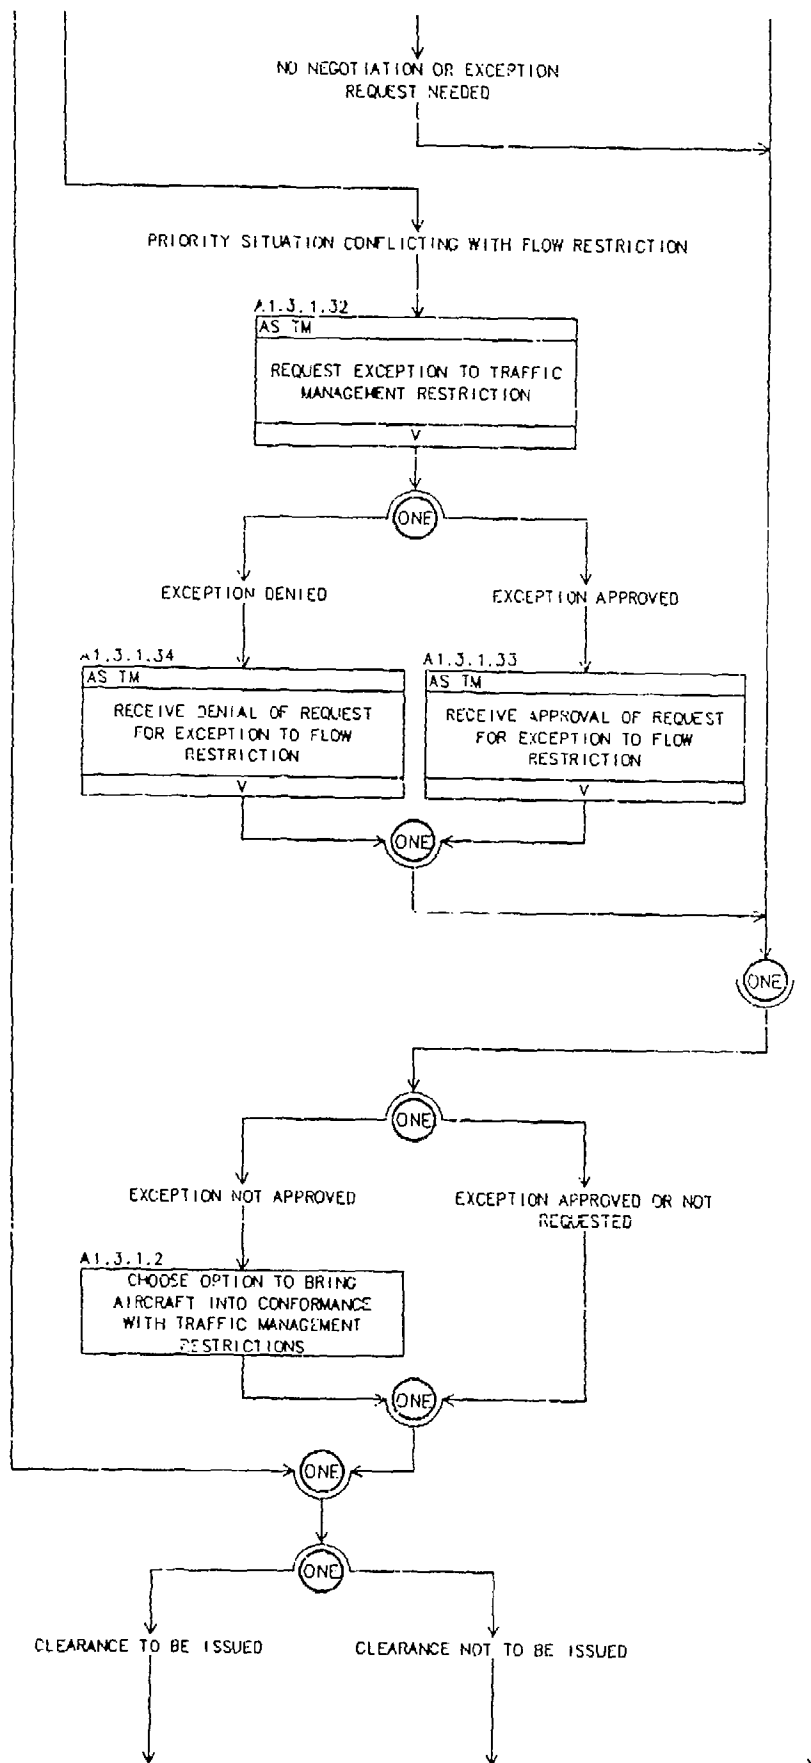 NO NEGOTIATION OR EXCEPTION
REQUEST NEEDED
PRIORITY SITUATION CONFLICTING WITH FLOW RESTRICTION
A1.3.1.32
AS TM
REQUEST EXCEPTION TO TRAFFIC
MANAGEMENT RESTRICTION
V
ONE
EXCEPTION DENIED
EXCEPTION APPROVED
A1.3.1.34
AS TM
RECEIVE DENIAL OF REQUEST
FOR EXCEPTION TO FLOW
RESTRICTION
V
A1.3.1.33
AS TM
RECEIVE APPROVAL OF REQUEST
FOR EXCEPTION TO FLOW
RESTRICTION
V
ONE
ONE
ONE
EXCEPTION NOT APPROVED
EXCEPTION APPROVED OR NOT
REQUESTED
A1.3.1.2
CHOOSE OPTION TO BRING
AIRCRAFT INTO CONFORMANCE
WITH TRAFFIC MANAGEMENT
RESTRICTIONS
ONE
ONE
ONE
CLEARANCE TO BE ISSUED
CLEARANCE NOT TO BE ISSUED